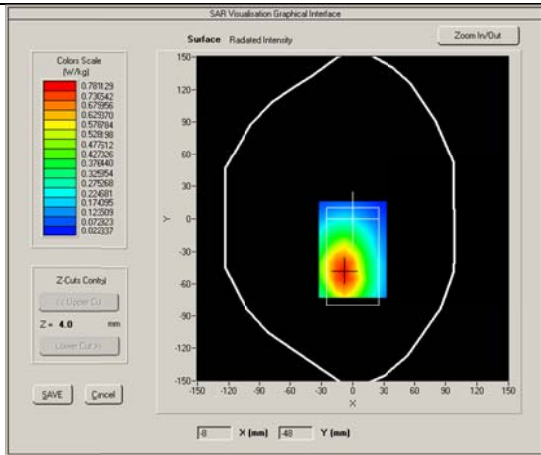 SAR Visualisation Graphical Interface
Surface Radiated Intensity
Zoom In/Out
Colors Scale
(W/kg)
0.781129
0.730542
0.679956
0.629370
0.578784
0.528198
0.477612
0.427026
0.376440
0.325854
0.275268
0.224681
0.174095
0.123509
0.072923
0.022337
Z-Cuts Control
<< Upper Cut
Z = 4.0 mm
Lower Cut >>
SAVE Cancel
150
120
90
60
30
0
-30
-60
-90
-120
-150
Y
-150 -120 -90 -60 -30 0 30 60 90 120 150
X
-8 X (mm) -48 Y (mm)